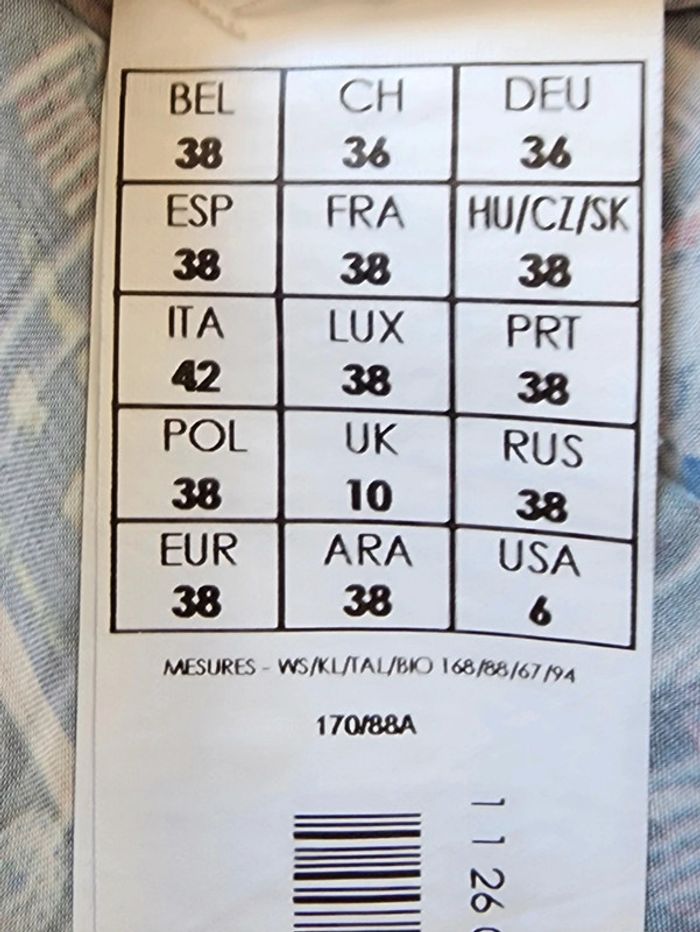 BEL CH DEU
38 36 36
ESP FRA HU/CZ/SK
38 38 38
ITA LUX PRT
42 38 38
POL UK RUS
38 10 38
EUR ARA USA
38 38 6
MESURES - WS/KL/TAL/BIO 168/88/67/94
170/88A
1126